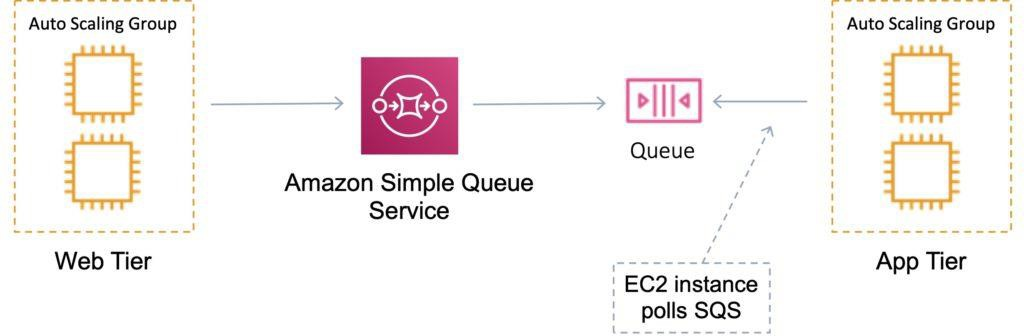 Auto Scaling Group
Auto Scaling Group
Queue
Amazon Simple Queue
Service
Web Tier
App Tier
EC2 instance
polls SQS